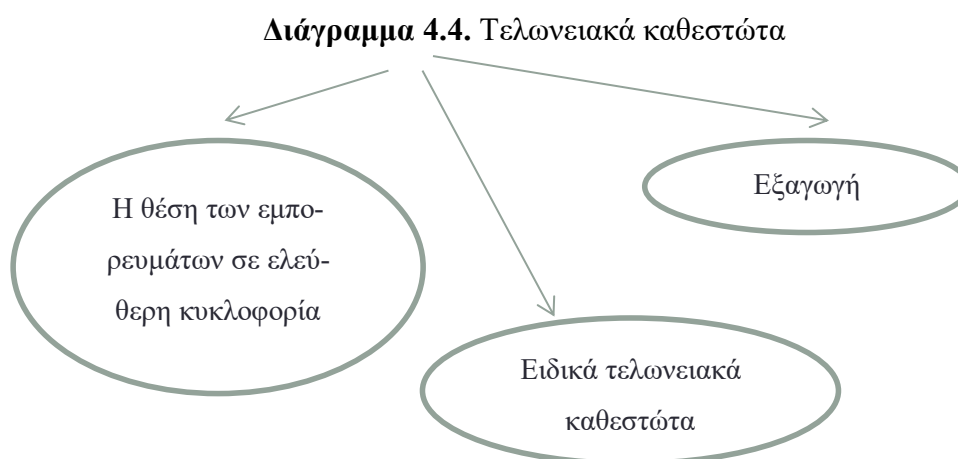 Διάγραμμα 4.4. Τελωνειακά καθεστώτα
Η θέση των εμπο-
ρευμάτων σε ελεύ-
θερη κυκλοφορία
Εξαγωγή
Ειδικά τελωνειακά
καθεστώτα